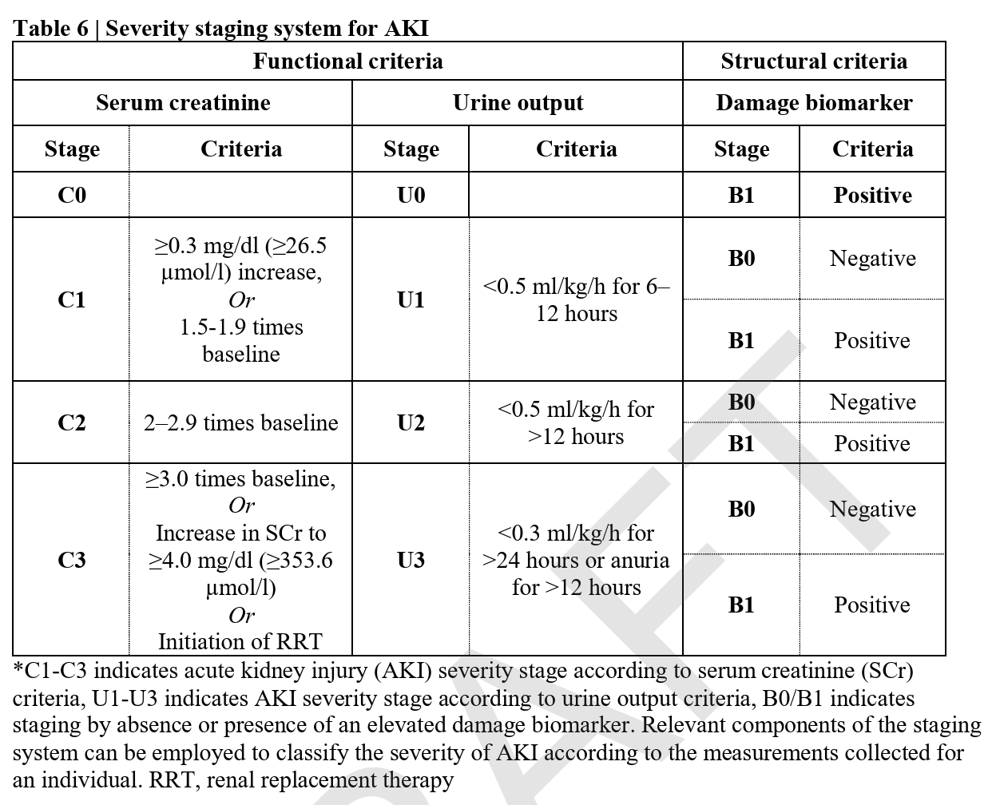 Table 6 | Severity staging system for AKI
Functional criteria
Structural criteria
Serum creatinine
Urine output
Damage biomarker
Stage
Criteria
Stage
Criteria
Stage
Criteria
C0
U0
B1
Positive
C1
≥0.3 mg/dl (≥26.5
μmol/l) increase,
Or
1.5-1.9 times
baseline
U1
<0.5 ml/kg/h for 6–
12 hours
B0
Negative
B1
Positive
C2
2–2.9 times baseline
U2
<0.5 ml/kg/h for
>12 hours
B0
Negative
B1
Positive
C3
≥3.0 times baseline,
Or
Increase in SCr to
≥4.0 mg/dl (≥353.6
μmol/l)
Or
Initiation of RRT
U3
<0.3 ml/kg/h for
>24 hours or anuria
for >12 hours
B0
Negative
B1
Positive
*C1-C3 indicates acute kidney injury (AKI) severity stage according to serum creatinine (SCr)
criteria, U1-U3 indicates AKI severity stage according to urine output criteria, B0/B1 indicates
staging by absence or presence of an elevated damage biomarker. Relevant components of the staging
system can be employed to classify the severity of AKI according to the measurements collected for
an individual. RRT, renal replacement therapy